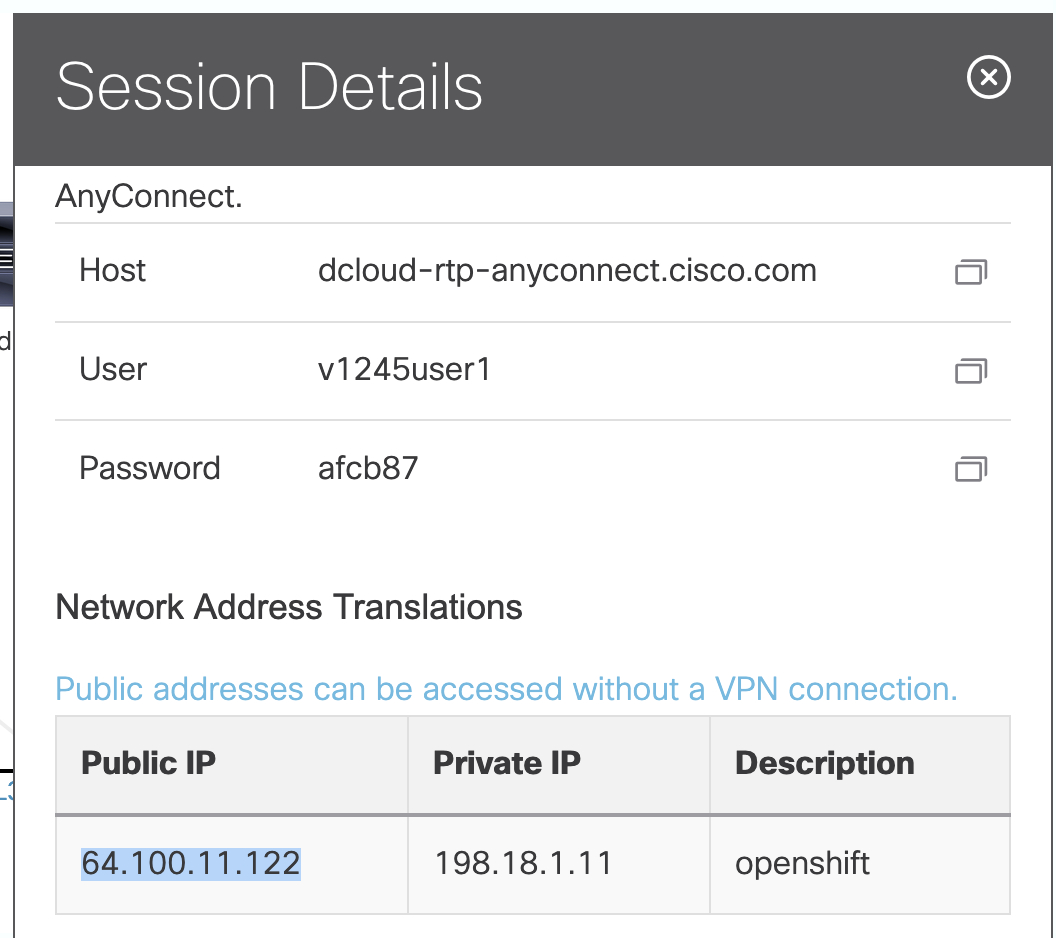 Session Details
AnyConnect.
Host dcloud-rtp-anyconnect.cisco.com
User v1245user1
Password afcb87
Network Address Translations
Public addresses can be accessed without a VPN connection.
Public IP Private IP Description
64.100.11.122 198.18.1.11 openshift